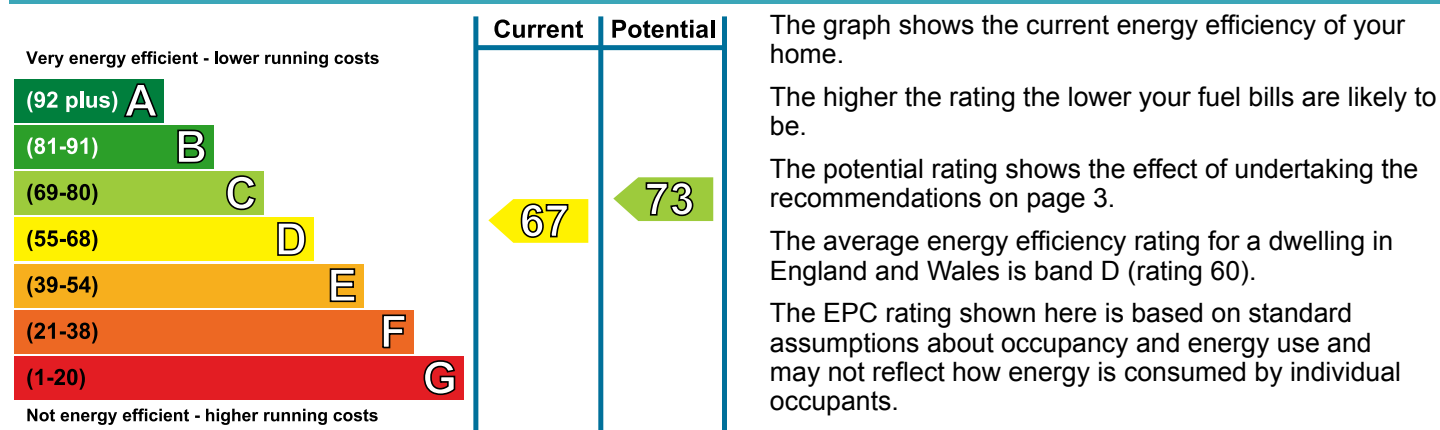 Current Potential
Very energy efficient - lower running costs
(92 plus) A
(81-91) B
(69-80) C
(55-68) D
(39-54) E
(21-38) F
(1-20) G
Not energy efficient - higher running costs
67
73
The graph shows the current energy efficiency of your
home.
The higher the rating the lower your fuel bills are likely to
be.
The potential rating shows the effect of undertaking the
recommendations on page 3.
The average energy efficiency rating for a dwelling in
England and Wales is band D (rating 60).
The EPC rating shown here is based on standard
assumptions about occupancy and energy use and
may not reflect how energy is consumed by individual
occupants.